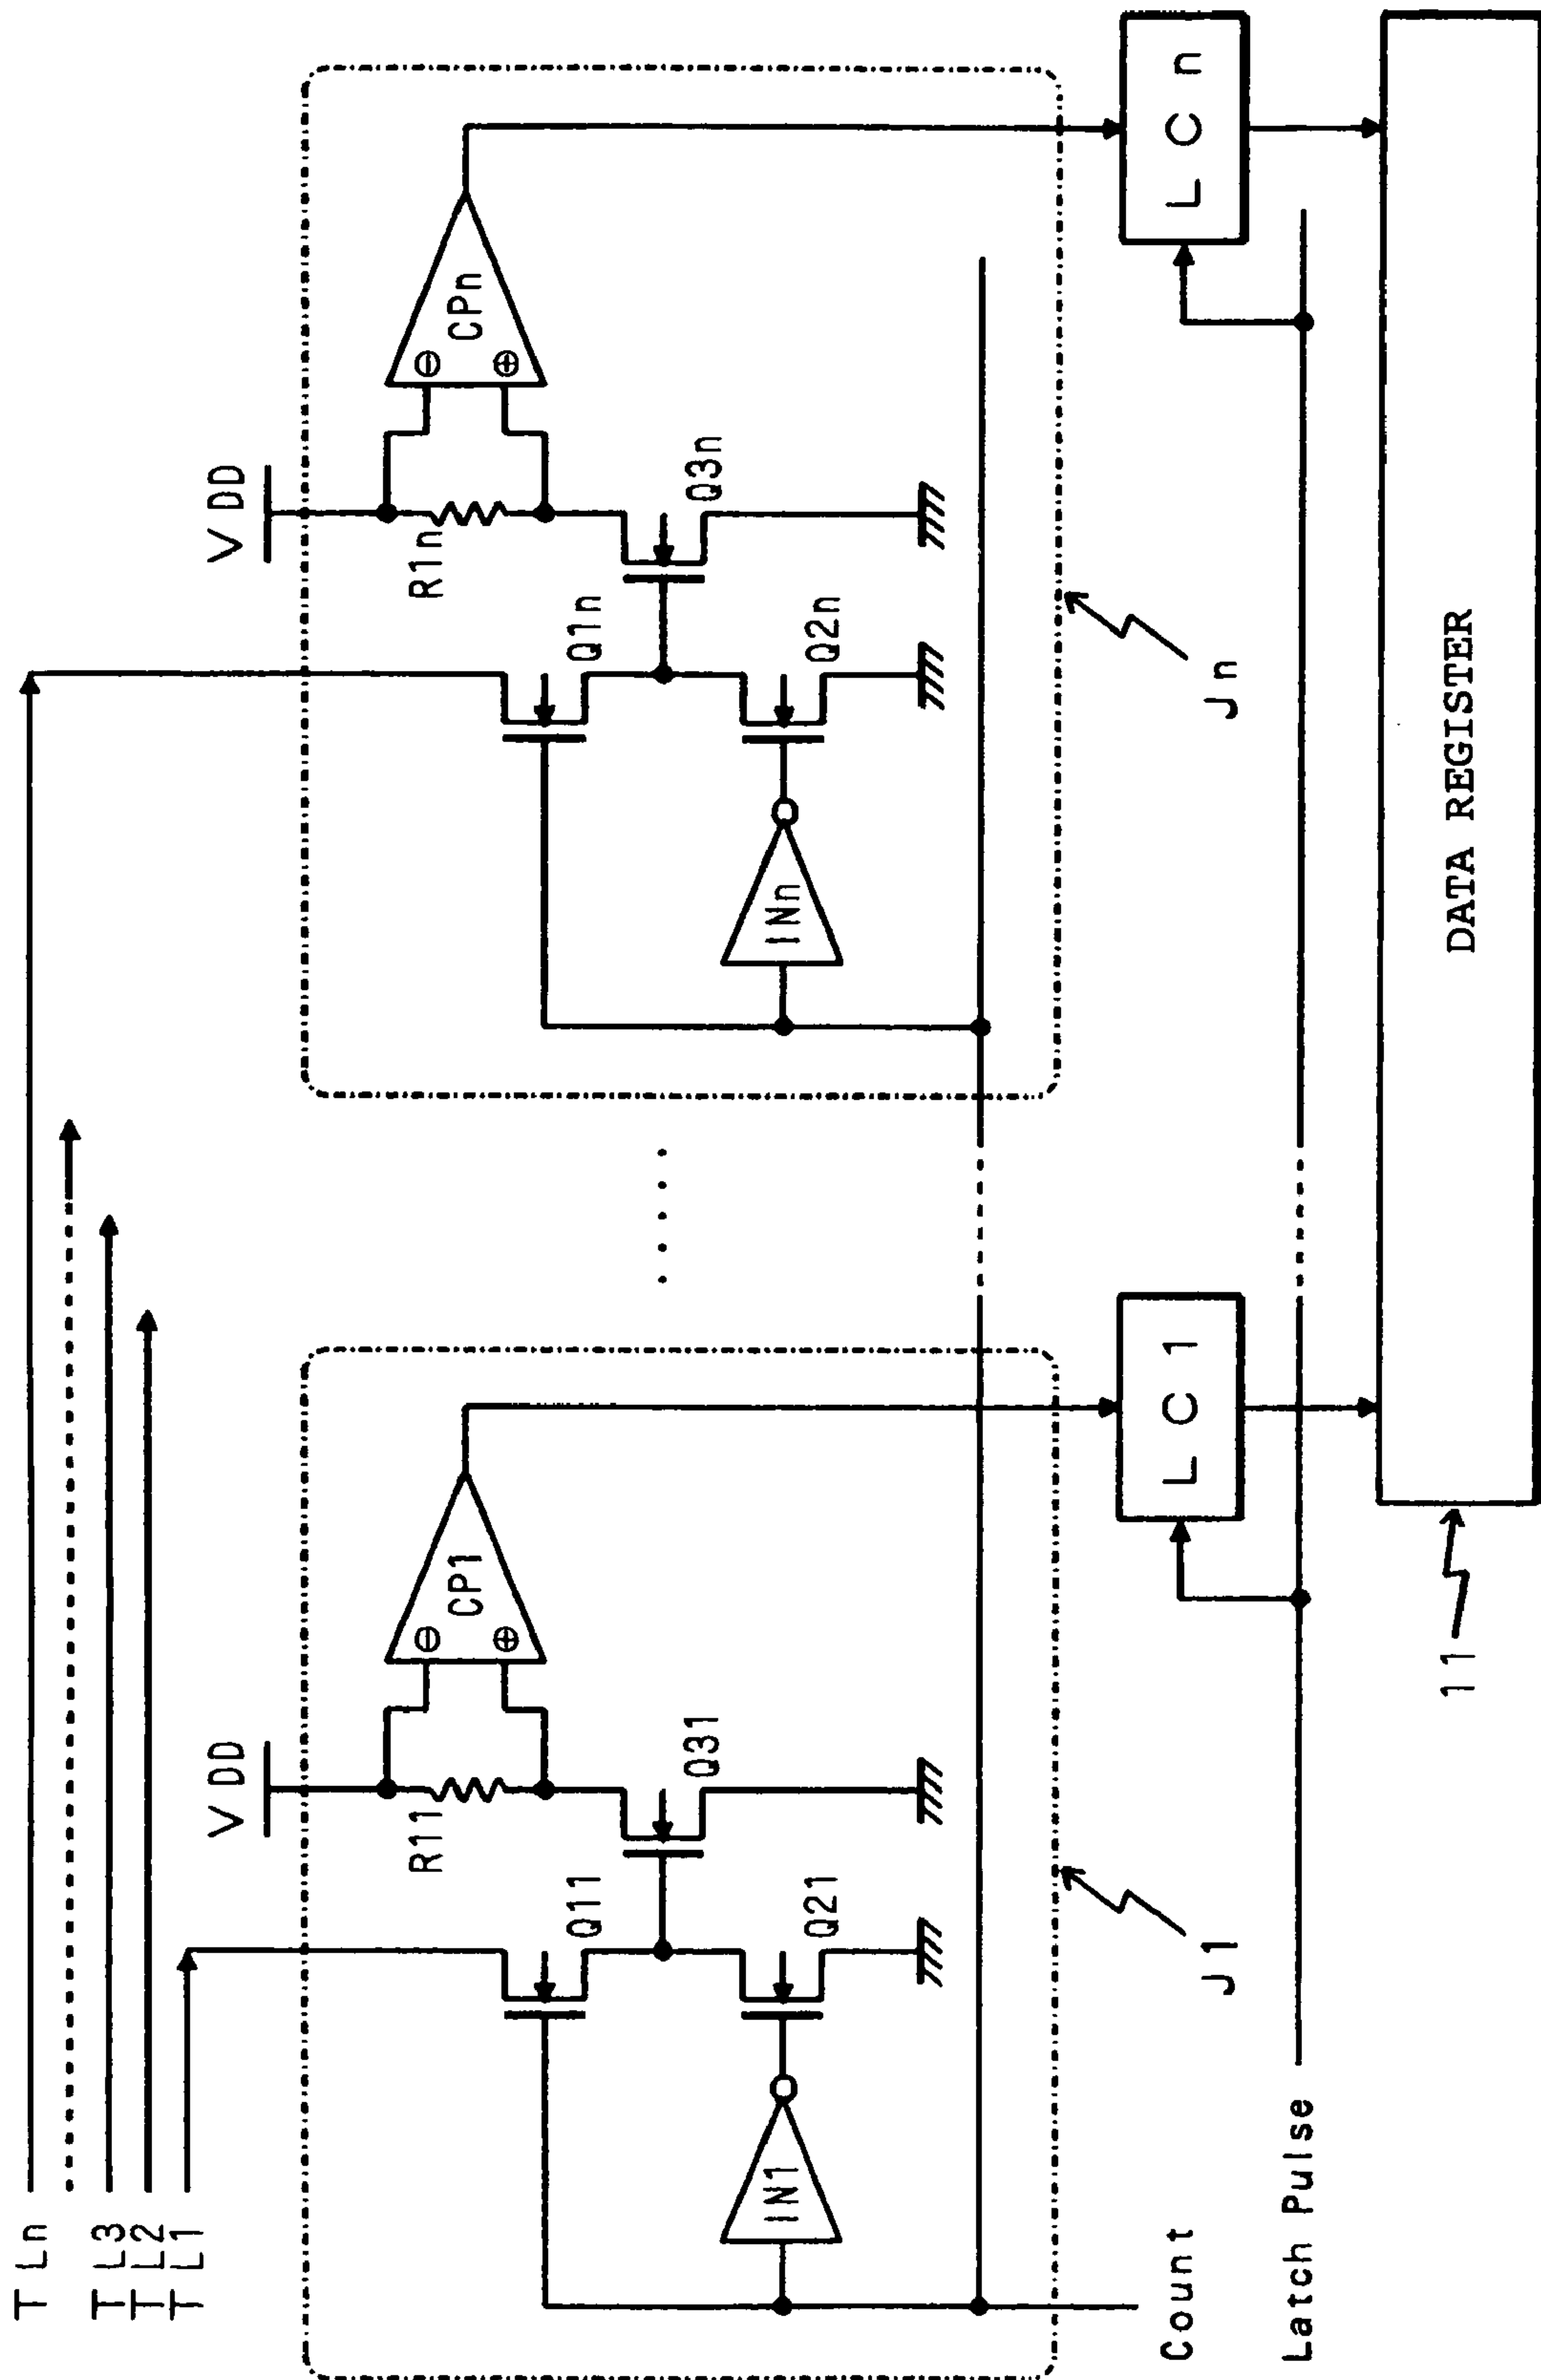 T Ln
T L3
T L2
T L1
V DD
V DD
R11
CP1
⊖
⊕
Q11
Q31
Q21
IN1
R1n
CPn
⊖
⊕
Q1n
Q3n
Q2n
INn
.....
J1
Jn
Count
L C 1
L C n
Latch Pulse
11
DATA REGISTER